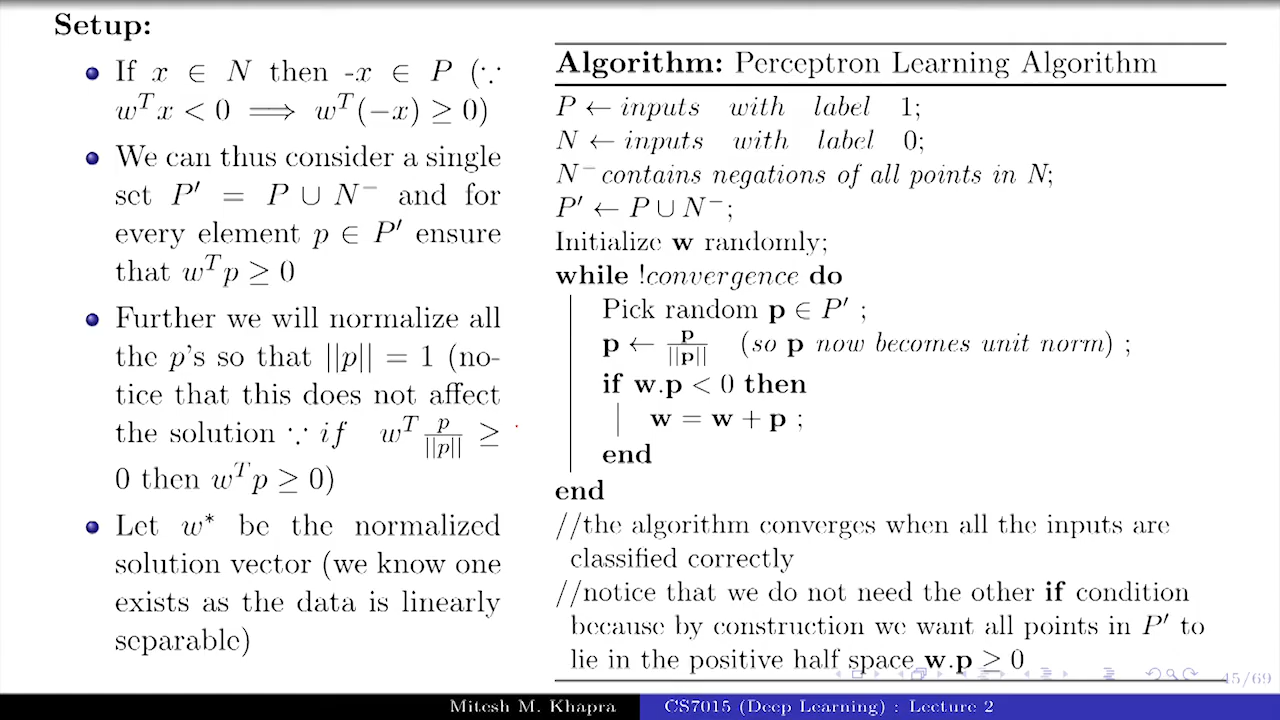 Setup:
If x ∈ N then -x ∈ P (∵
wᵀx < 0 ⟹ wᵀ(−x) ≥ 0)
We can thus consider a single
set P′ = P ∪ N⁻ and for
every element p ∈ P′ ensure
that wᵀp ≥ 0
Further we will normalize all
the p's so that ||p|| = 1 (no-
tice that this does not affect
the solution ∵ if wᵀ p/||p|| ≥
0 then wᵀp ≥ 0)
Let w* be the normalized
solution vector (we know one
exists as the data is linearly
separable)
Algorithm: Perceptron Learning Algorithm
P ← inputs with label 1;
N ← inputs with label 0;
N⁻ contains negations of all points in N;
P′ ← P ∪ N⁻;
Initialize w randomly;
while !convergence do
Pick random p ∈ P′ ;
p ← p/||p|| (so p now becomes unit norm) ;
if w.p < 0 then
w = w + p ;
end
end
//the algorithm converges when all the inputs are
classified correctly
//notice that we do not need the other if condition
because by construction we want all points in P′ to
lie in the positive half space w.p ≥ 0
15/69
Mitesh M. Khapra
CS7015 (Deep Learning) : Lecture 2